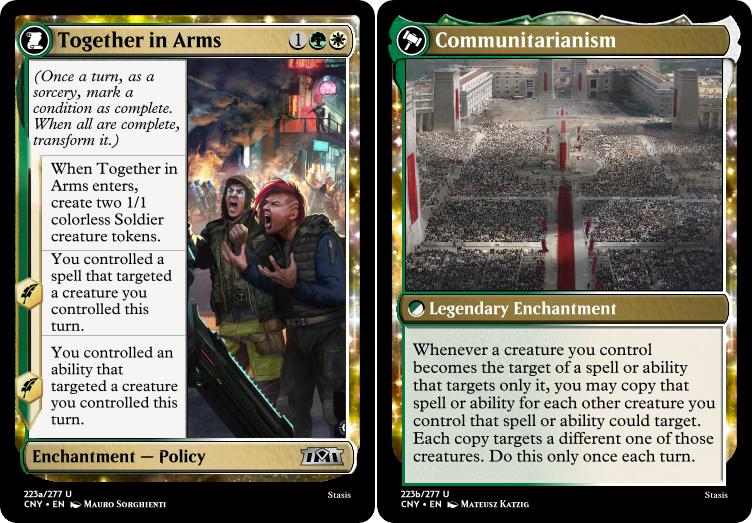 Together in Arms
1
(Once a turn, as a
sorcery, mark a
condition as complete.
When all are complete,
transform it.)
When Together in
Arms enters,
create two 1/1
colorless Soldier
creature tokens.
You controlled a
spell that targeted
a creature you
controlled this
turn.
You controlled an
ability that
targeted a creature
you controlled this
turn.
Enchantment — Policy
223a/277 U
CNY • EN Mauro Sorghienti
Stasis
Communitarianism
Legendary Enchantment
Whenever a creature you control
becomes the target of a spell or ability
that targets only it, you may copy that
spell or ability for each other creature you
control that spell or ability could target.
Each copy targets a different one of those
creatures. Do this only once each turn.
223b/277 U
CNY • EN Mateusz Katzig
Stasis